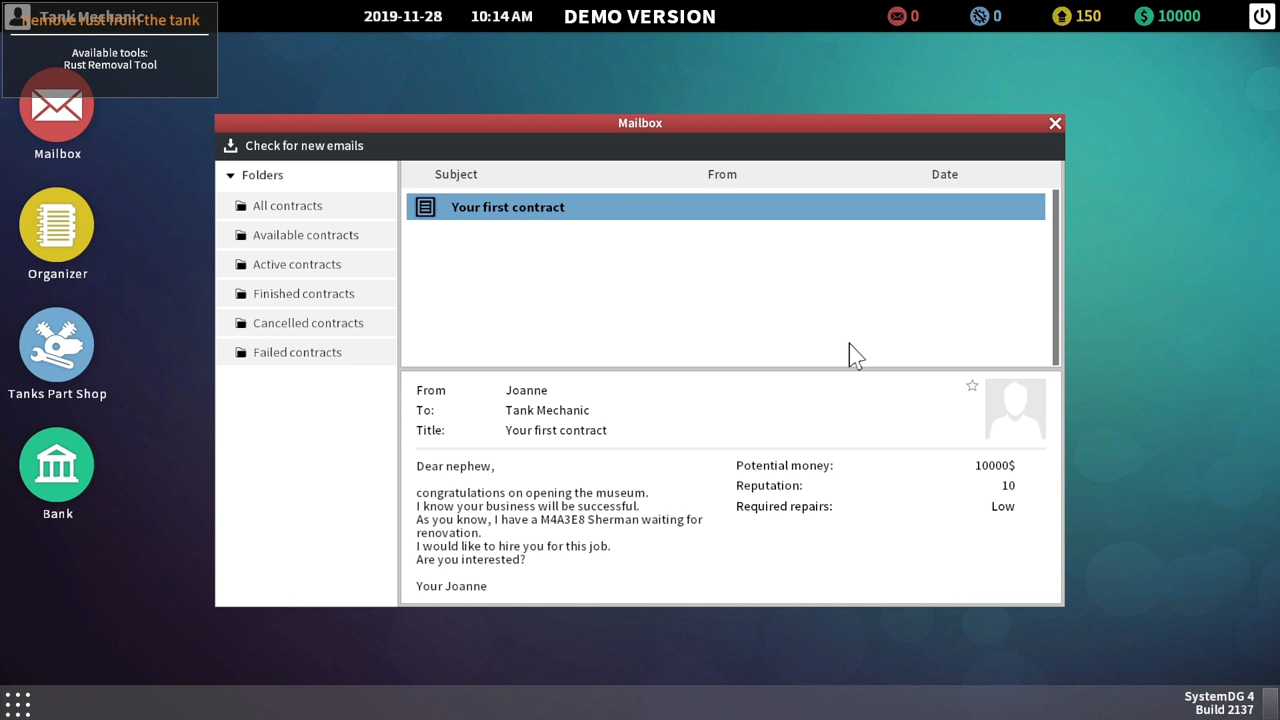 Tank Mechanic
Remove rust from the tank
Available tools:
Rust Removal Tool
2019-11-28 10:14 AM DEMO VERSION 0 0 150 10000
Mailbox
Organizer
Tanks Part Shop
Bank
Mailbox
Check for new emails
Folders
All contracts
Available contracts
Active contracts
Finished contracts
Cancelled contracts
Failed contracts
Subject From Date
Your first contract
From Joanne
To: Tank Mechanic
Title: Your first contract
Dear nephew,
congratulations on opening the museum.
I know your business will be successful.
As you know, I have a M4A3E8 Sherman waiting for
renovation.
I would like to hire you for this job.
Are you interested?
Your Joanne
Potential money: 10000$
Reputation: 10
Required repairs: Low
SystemDG 4
Build 2137